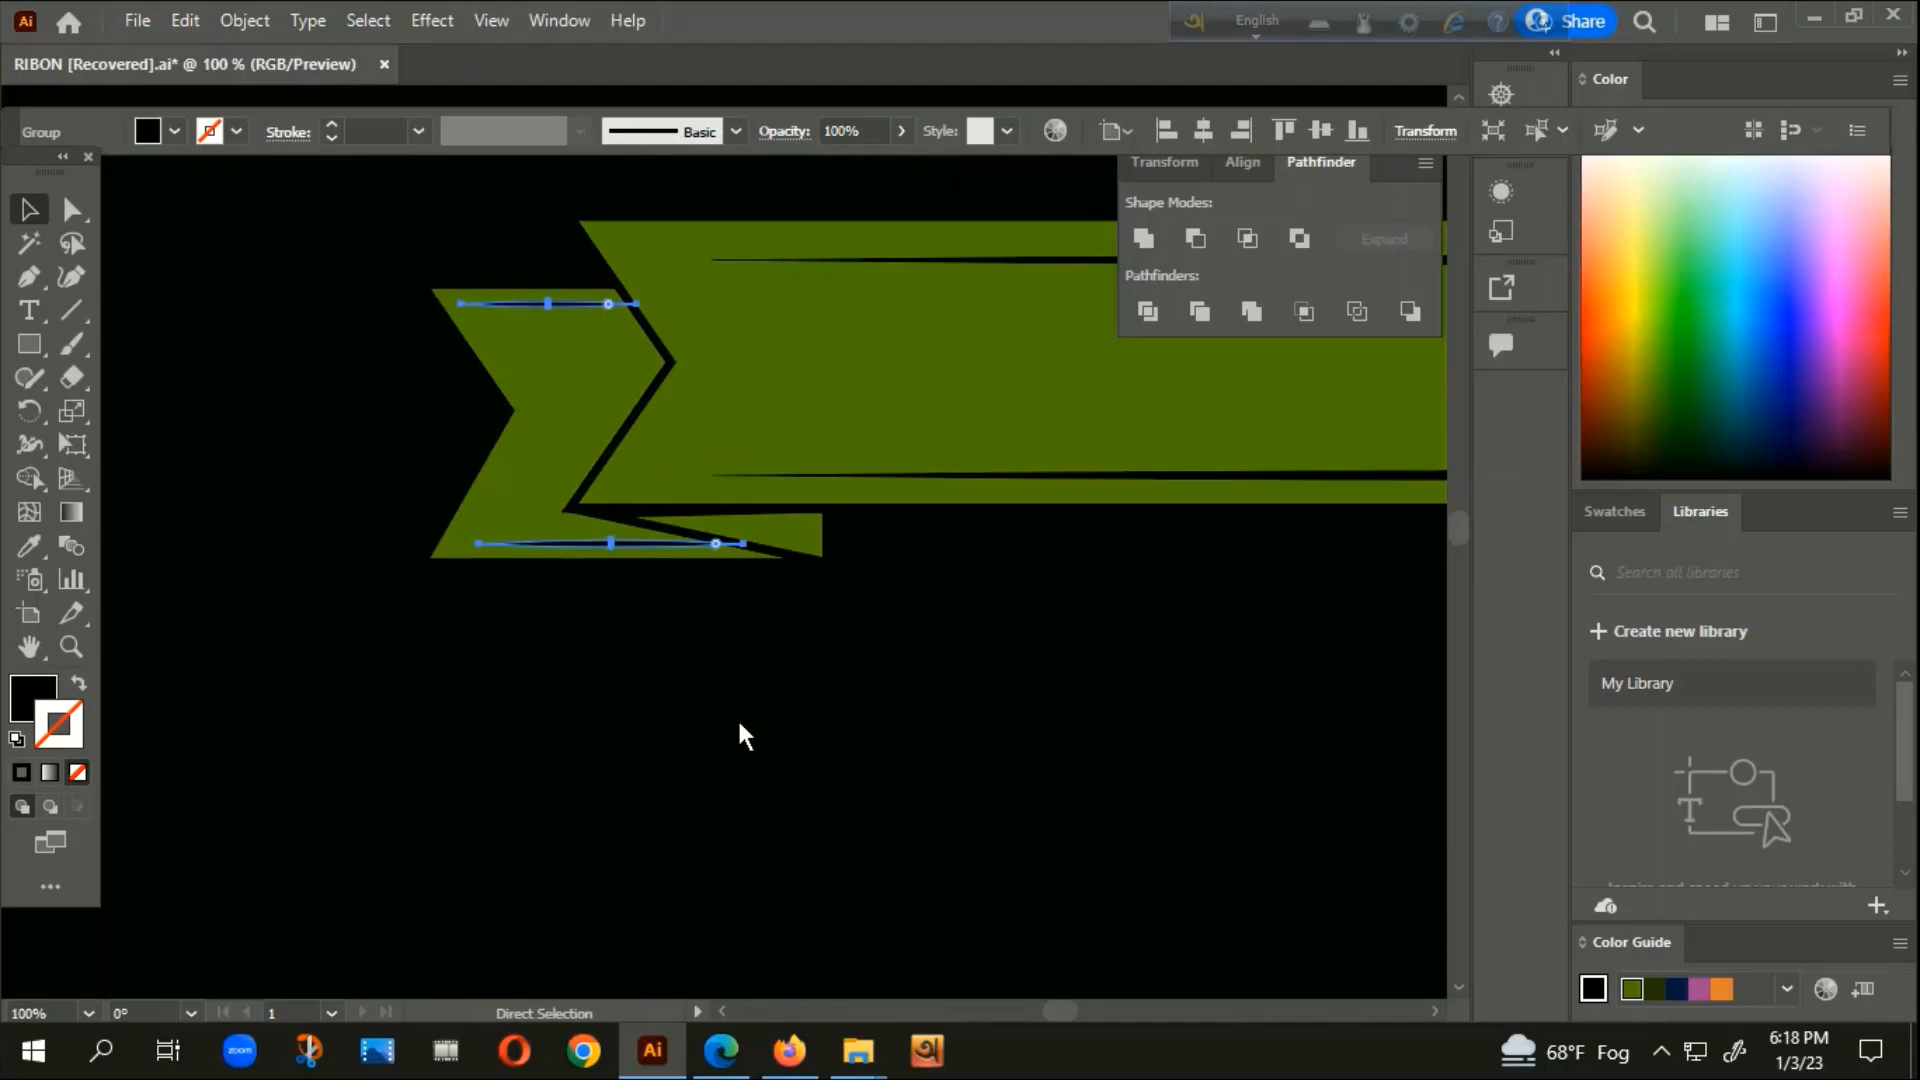 Ai File Edit Object Type Select Effect View Window Help English Share
RIBON [Recovered].ai* @ 100 % (RGB/Preview) Color
Group Stroke: Basic Opacity: 100% Style: Transform
Transform Align Pathfinder
Shape Modes:
Expand
Pathfinders:
Swatches Libraries
Search all libraries
Create new library
My Library
Color Guide
100% 0° 1 Direct Selection
zoom Ai 68°F Fog 6:18 PM
1/3/23